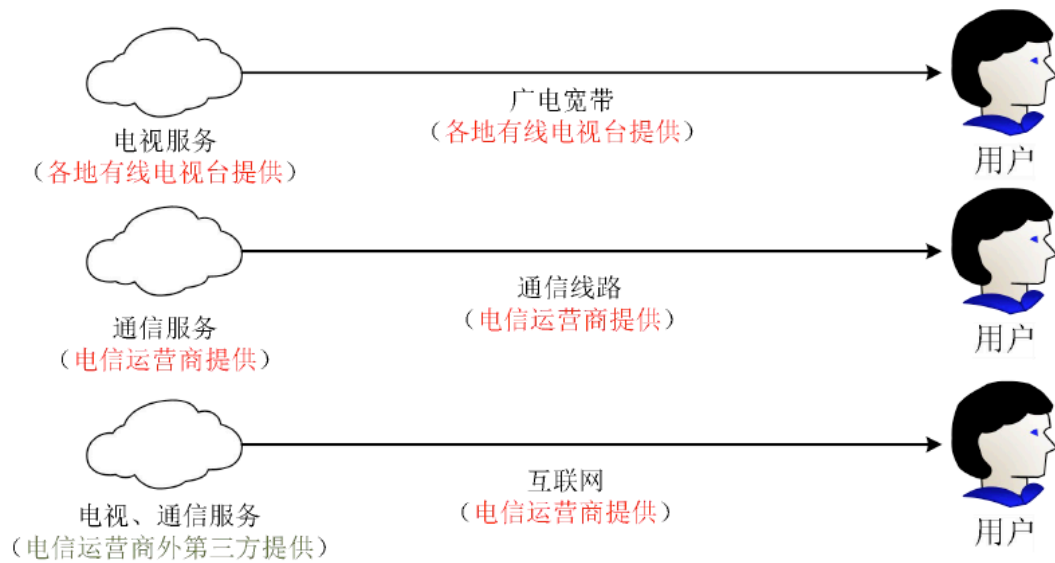 广电宽带
（各地有线电视台提供）
电视服务
（各地有线电视台提供）
用户
通信线路
（电信运营商提供）
通信服务
（电信运营商提供）
用户
互联网
（电信运营商提供）
电视、通信服务
（电信运营商外第三方提供）
用户